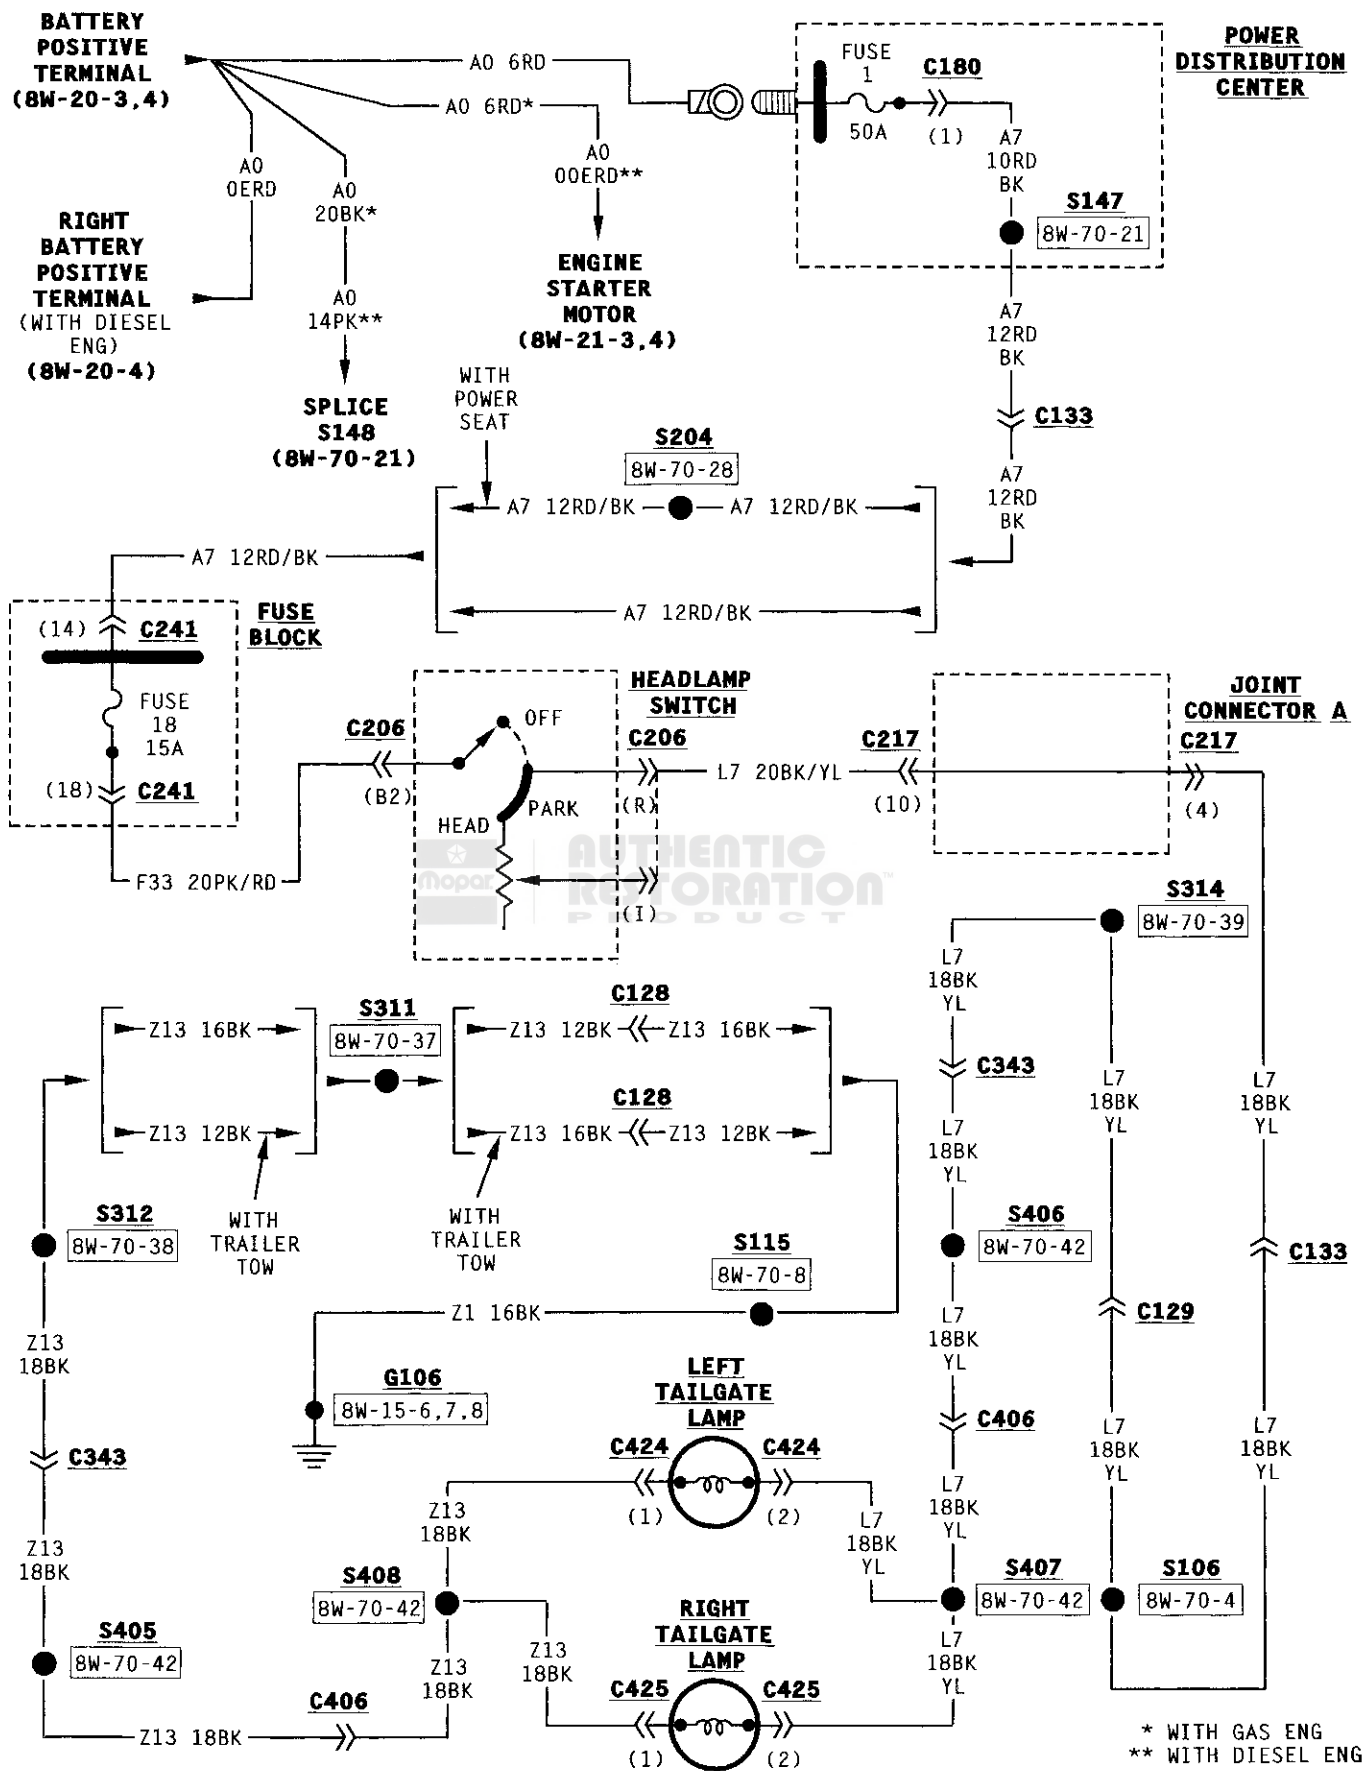 BATTERY
POSITIVE
TERMINAL
(8W-20-3,4)
A0 6RD
A0 6RD*
FUSE
1
50A
C180
(1)
POWER
DISTRIBUTION
CENTER
A7
10RD
BK
S147
8W-70-21
A0
0ERD
A0
20BK*
A0
00ERD**
RIGHT
BATTERY
POSITIVE
TERMINAL
(WITH DIESEL
ENG)
(8W-20-4)
A0
14PK**
ENGINE
STARTER
MOTOR
(8W-21-3,4)
A7
12RD
BK
SPLICE
S148
(8W-70-21)
WITH
POWER
SEAT
C133
S204
8W-70-28
A7
12RD
BK
A7 12RD/BK
A7 12RD/BK
A7 12RD/BK
A7 12RD/BK
(14)
C241
FUSE
BLOCK
FUSE
18
15A
(18)
C241
F33 20PK/RD
HEADLAMP
SWITCH
C206
(B2)
OFF
PARK
HEAD
C206
(R)
(I)
L7 20BK/YL
C217
(10)
JOINT
CONNECTOR A
C217
(4)
Mopar
AUTHENTIC
RESTORATION™
PRODUCT
S314
8W-70-39
L7
18BK
YL
C343
L7
18BK
YL
L7
18BK
YL
L7
18BK
YL
S311
8W-70-37
Z13 16BK
Z13 12BK
C128
Z13 12BK
Z13 16BK
C128
Z13 16BK
Z13 12BK
WITH
TRAILER
TOW
WITH
TRAILER
TOW
S312
8W-70-38
S115
8W-70-8
S406
8W-70-42
C133
C129
Z1 16BK
Z13
18BK
L7
18BK
YL
G106
8W-15-6,7,8
LEFT
TAILGATE
LAMP
C406
C343
C424
(1)
C424
(2)
L7
18BK
YL
L7
18BK
YL
L7
18BK
YL
Z13
18BK
Z13
18BK
L7
18BK
YL
S408
8W-70-42
S407
8W-70-42
S106
8W-70-4
S405
8W-70-42
RIGHT
TAILGATE
LAMP
Z13
18BK
Z13
18BK
L7
18BK
YL
C406
Z13 18BK
C425
(1)
C425
(2)
* WITH GAS ENG
** WITH DIESEL ENG